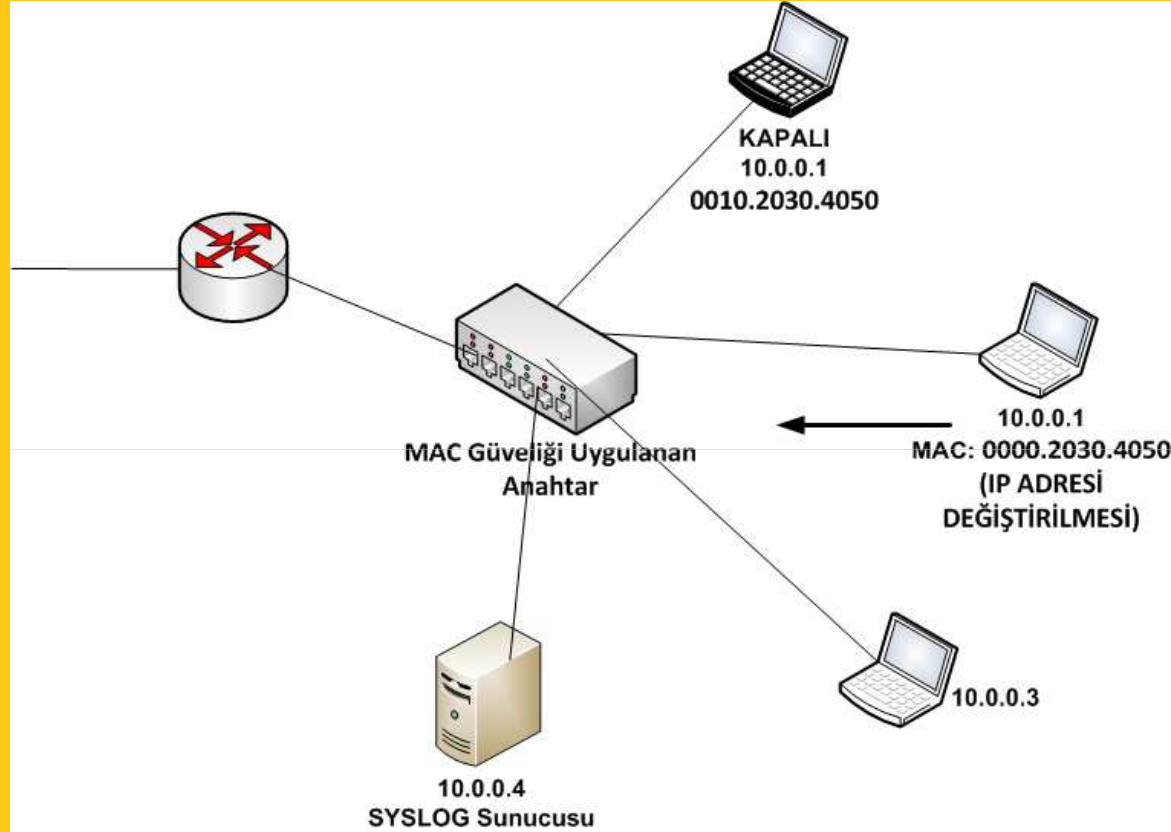 KAPALI
10.0.0.1
0010.2030.4050
10.0.0.1
MAC: 0000.2030.4050
(IP ADRESİ
DEĞİŞTİRİLMESİ)
MAC Güveliği Uygulanan
Anahtar
10.0.0.3
10.0.0.4
SYSLOG Sunucusu